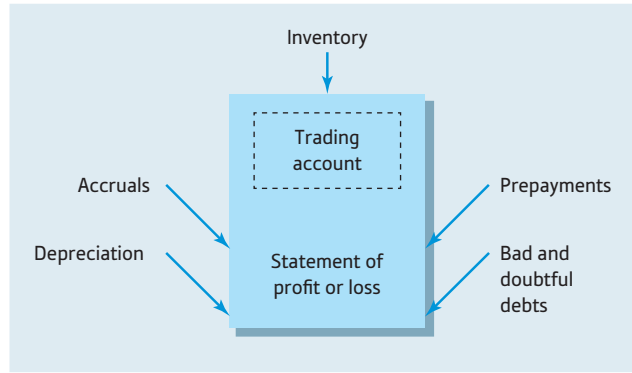 Inventory
Trading
account
Accruals
Prepayments
Depreciation
Statement of
profit or loss
Bad and
doubtful
debts